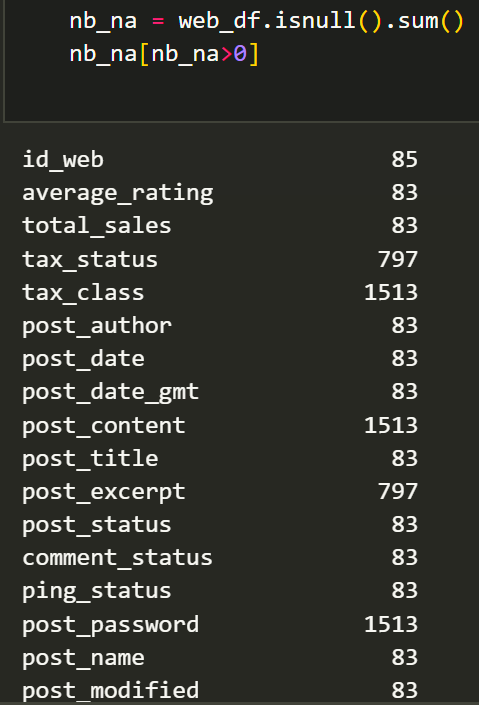 nb_na = web_df.isnull().sum()
nb_na[nb_na>0]
id_web 85
average_rating 83
total_sales 83
tax_status 797
tax_class 1513
post_author 83
post_date 83
post_date_gmt 83
post_content 1513
post_title 83
post_excerpt 797
post_status 83
comment_status 83
ping_status 83
post_password 1513
post_name 83
post_modified 83